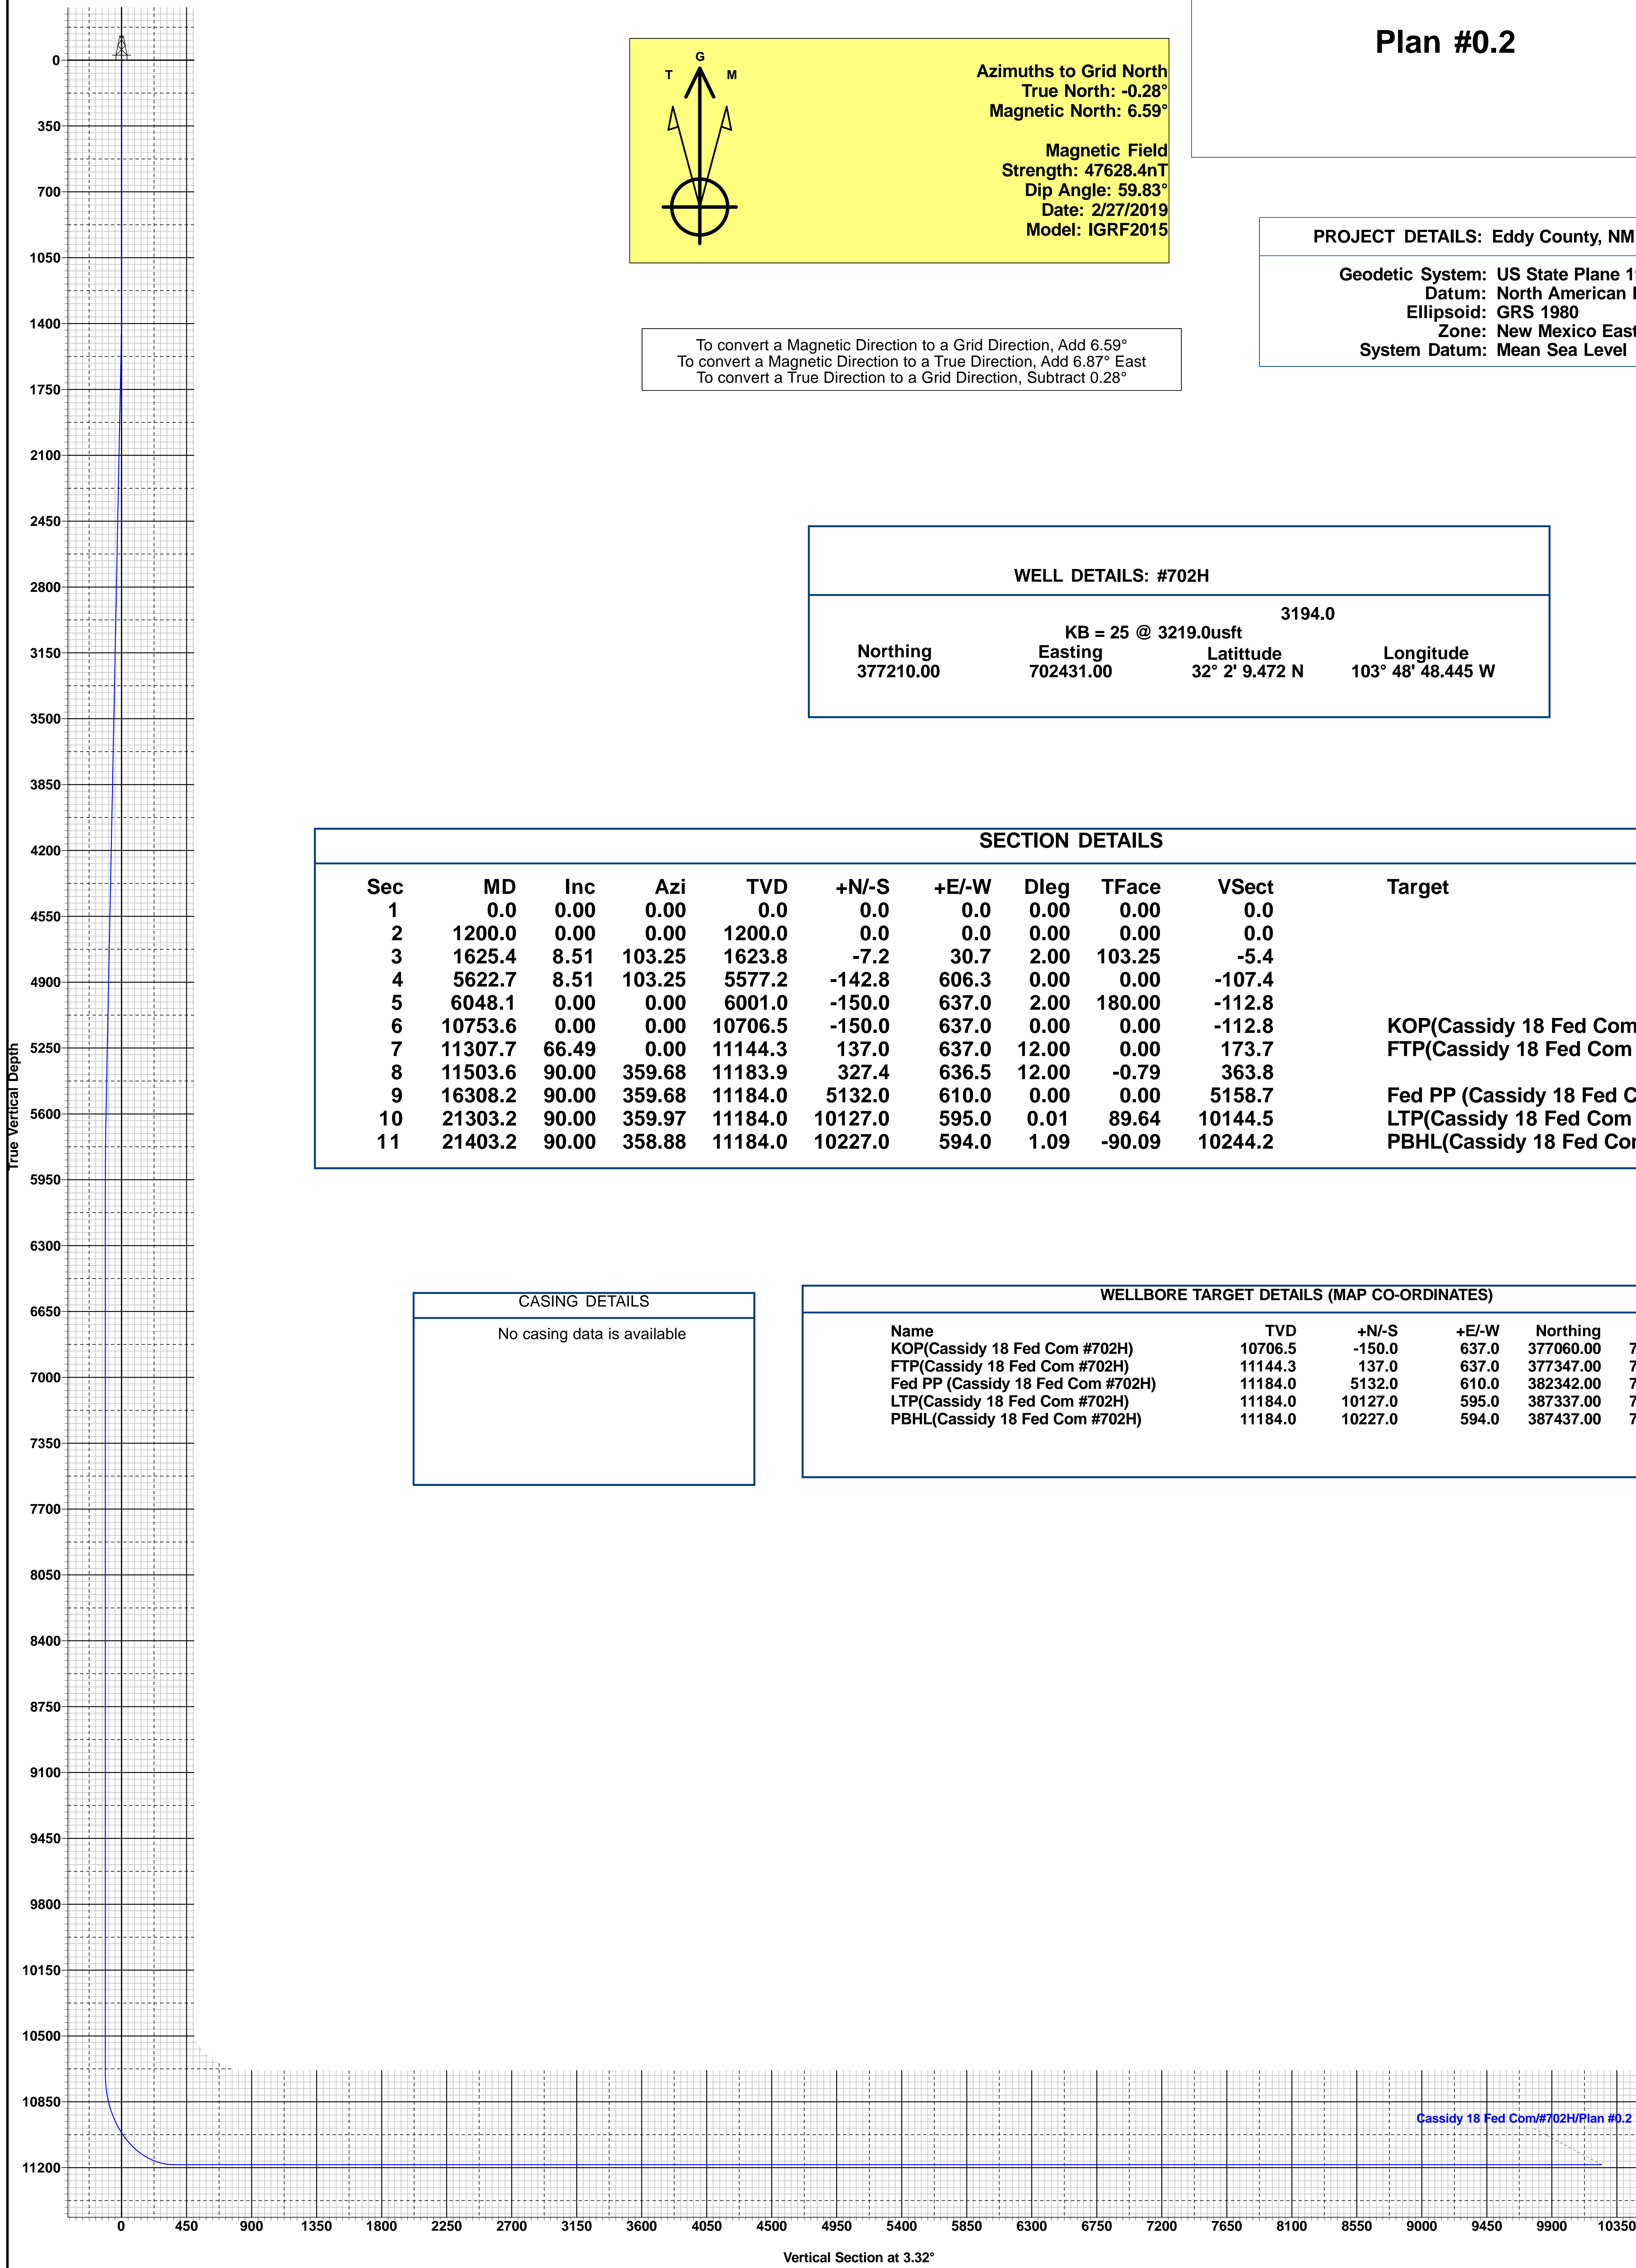 Plan #0.2
G
T M
Azimuths to Grid North
True North: -0.28°
Magnetic North: 6.59°
Magnetic Field
Strength: 47628.4nT
Dip Angle: 59.83°
Date: 2/27/2019
Model: IGRF2015
PROJECT DETAILS: Eddy County, NM
Geodetic System: US State Plane
Datum: North American
Ellipsoid: GRS 1980
Zone: New Mexico East
System Datum: Mean Sea Level
To convert a Magnetic Direction to a Grid Direction, Add 6.59°
To convert a Magnetic Direction to a True Direction, Add 6.87° East
To convert a True Direction to a Grid Direction, Subtract 0.28°
WELL DETAILS: #702H
3194.0
KB = 25 @ 3219.0usft
Northing Easting Latittude Longitude
377210.00 702431.00 32° 2' 9.472 N 103° 48' 48.445 W
SECTION DETAILS
Sec MD Inc Azi TVD +N/-S +E/-W Dleg TFace VSect Target
1 0.0 0.00 0.00 0.0 0.0 0.0 0.00 0.00 0.0
2 1200.0 0.00 0.00 1200.0 0.0 0.0 0.00 0.00 0.0
3 1625.4 8.51 103.25 1623.8 -7.2 30.7 2.00 103.25 -5.4
4 5622.7 8.51 103.25 5577.2 -142.8 606.3 0.00 0.00 -107.4
5 6048.1 0.00 0.00 6001.0 -150.0 637.0 2.00 180.00 -112.8
6 10753.6 0.00 0.00 10706.5 -150.0 637.0 0.00 0.00 -112.8 KOP(Cassidy 18 Fed Com
7 11307.7 66.49 0.00 11144.3 137.0 637.0 12.00 0.00 173.7 FTP(Cassidy 18 Fed Com
8 11503.6 90.00 359.68 11183.9 327.4 636.5 12.00 -0.79 363.8
9 16308.2 90.00 359.68 11184.0 5132.0 610.0 0.00 0.00 5158.7 Fed PP (Cassidy 18 Fed
10 21303.2 90.00 359.97 11184.0 10127.0 595.0 0.01 89.64 10144.5 LTP(Cassidy 18 Fed Com
11 21403.2 90.00 358.88 11184.0 10227.0 594.0 1.09 -90.09 10244.2 PBHL(Cassidy 18 Fed
CASING DETAILS
No casing data is available
WELLBORE TARGET DETAILS (MAP CO-ORDINATES)
Name TVD +N/-S +E/-W Northing
KOP(Cassidy 18 Fed Com #702H) 10706.5 -150.0 637.0 377060.00
FTP(Cassidy 18 Fed Com #702H) 11144.3 137.0 637.0 377347.00
Fed PP (Cassidy 18 Fed Com #702H) 11184.0 5132.0 610.0 382342.00
LTP(Cassidy 18 Fed Com #702H) 11184.0 10127.0 595.0 387337.00
PBHL(Cassidy 18 Fed Com #702H) 11184.0 10227.0 594.0 387437.00
True Vertical Depth
0
350
700
1050
1400
1750
2100
2450
2800
3150
3500
3850
4200
4550
4900
5250
5600
5950
6300
6650
7000
7350
7700
8050
8400
8750
9100
9450
9800
10150
10500
10850
11200
Cassidy 18 Fed Com/#702H/Plan #0.2
0 450 900 1350 1800 2250 2700 3150 3600 4050 4500 4950 5400 5850 6300 6750 7200 7650 8100 8550 9000 9450 9900 10350
Vertical Section at 3.32°